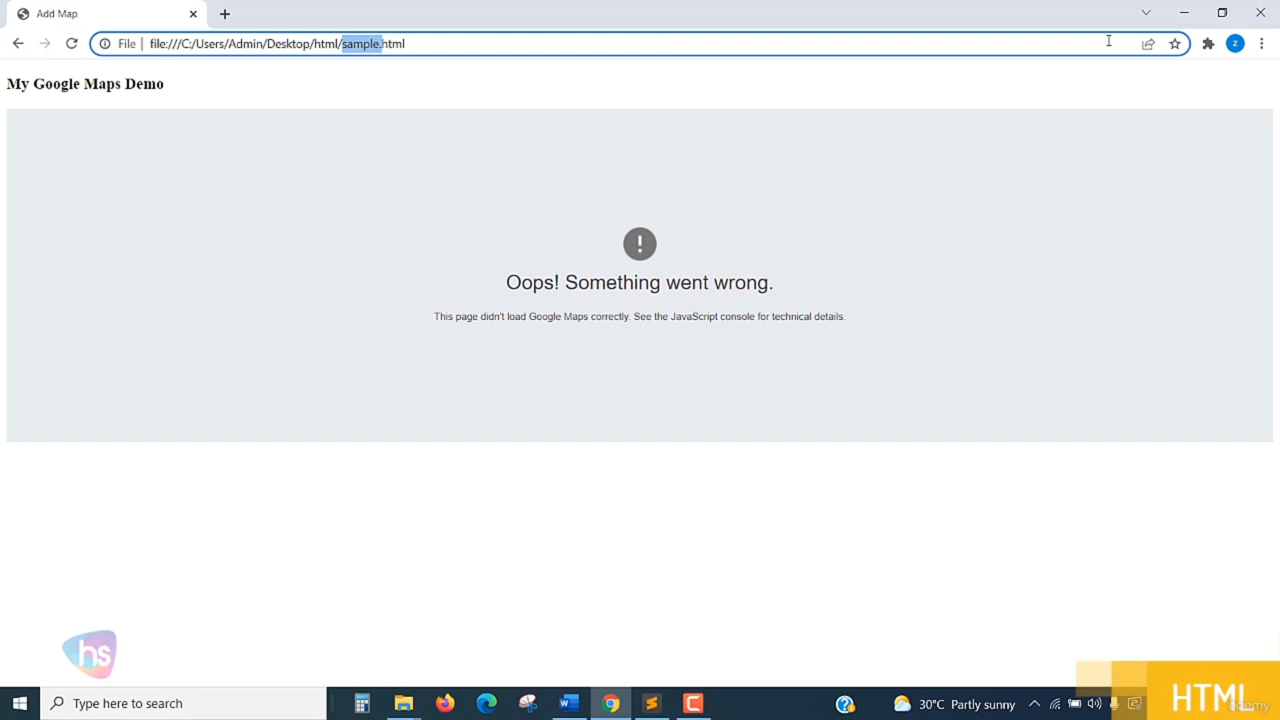 Add Map
File
file:///C:/Users/Admin/Desktop/html/sample.html
z
My Google Maps Demo
!
Oops! Something went wrong.
This page didn't load Google Maps correctly. See the JavaScript console for technical details.
hs
Type here to search
30°C Partly sunny
HTML
Udemy